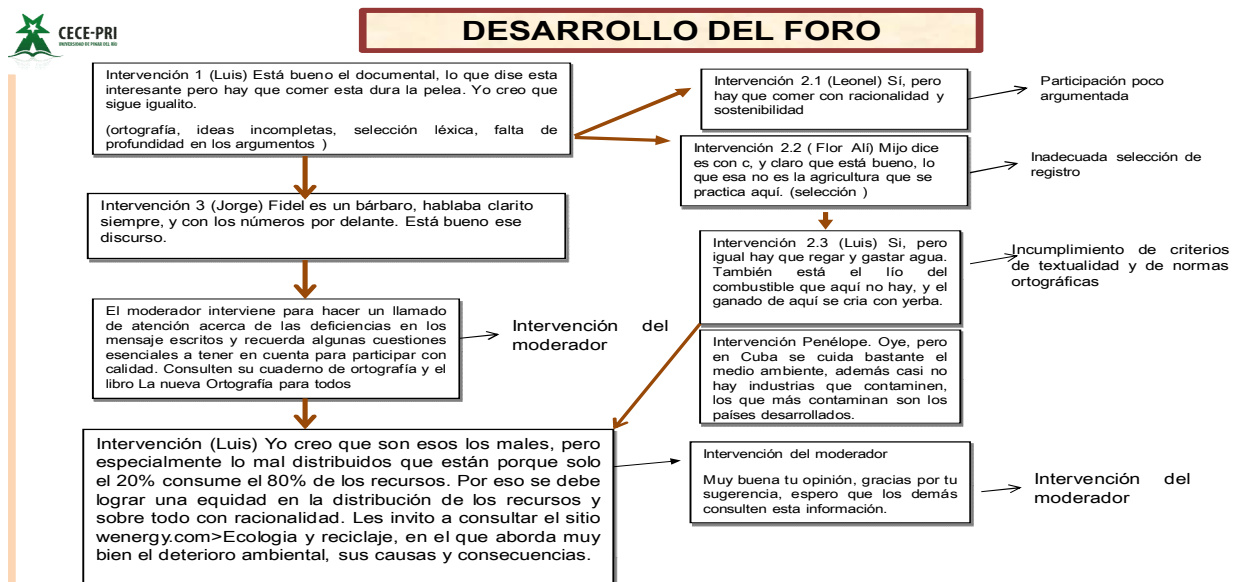 CECE-PRI
UNIVERSIDAD DE PINAR DEL RÍO
DESARROLLO DEL FORO
Intervención 1 (Luis) Está bueno el documental, lo que dise esta
interesante pero hay que comer esta dura la pelea. Yo creo que
sigue igualito.
(ortografía, ideas incompletas, selección léxica, falta de
profundidad en los argumentos )
Intervención 2.1 (Leonel) Sí, pero
hay que comer con racionalidad y
sostenibilidad
Participación poco
argumentada
Intervención 2.2 ( Flor Alí) Mijo dice
es con c, y claro que está bueno, lo
que esa no es la agricultura que se
practica aquí. (selección )
Inadecuada selección de
registro
Intervención 3 (Jorge) Fidel es un bárbaro, hablaba clarito
siempre, y con los números por delante. Está bueno ese
discurso.
Intervención 2.3 (Luis) Si, pero
igual hay que regar y gastar agua.
También está el lío del
combustible que aquí no hay, y el
ganado de aquí se cria con yerba.
Incumplimiento de criterios
de textualidad y de normas
ortográficas
El moderador interviene para hacer un llamado
de atención acerca de las deficiencias en los
mensaje escritos y recuerda algunas cuestiones
esenciales a tener en cuenta para participar con
calidad. Consulten su cuaderno de ortografía y el
libro La nueva Ortografía para todos
Intervención del
moderador
Intervención Penélope. Oye, pero
en Cuba se cuida bastante el
medio ambiente, además casi no
hay industrias que contaminen,
los que más contaminan son los
países desarrollados.
Intervención (Luis) Yo creo que son esos los males, pero
especialmente lo mal distribuidos que están porque solo
el 20% consume el 80% de los recursos. Por eso se debe
lograr una equidad en la distribución de los recursos y
sobre todo con racionalidad. Les invito a consultar el sitio
wenergy.com>Ecologia y reciclaje, en el que aborda muy
bien el deterioro ambiental, sus causas y consecuencias.
Intervención del moderador
Muy buena tu opinión, gracias por tu
sugerencia, espero que los demás
consulten esta información.
Intervención del
moderador